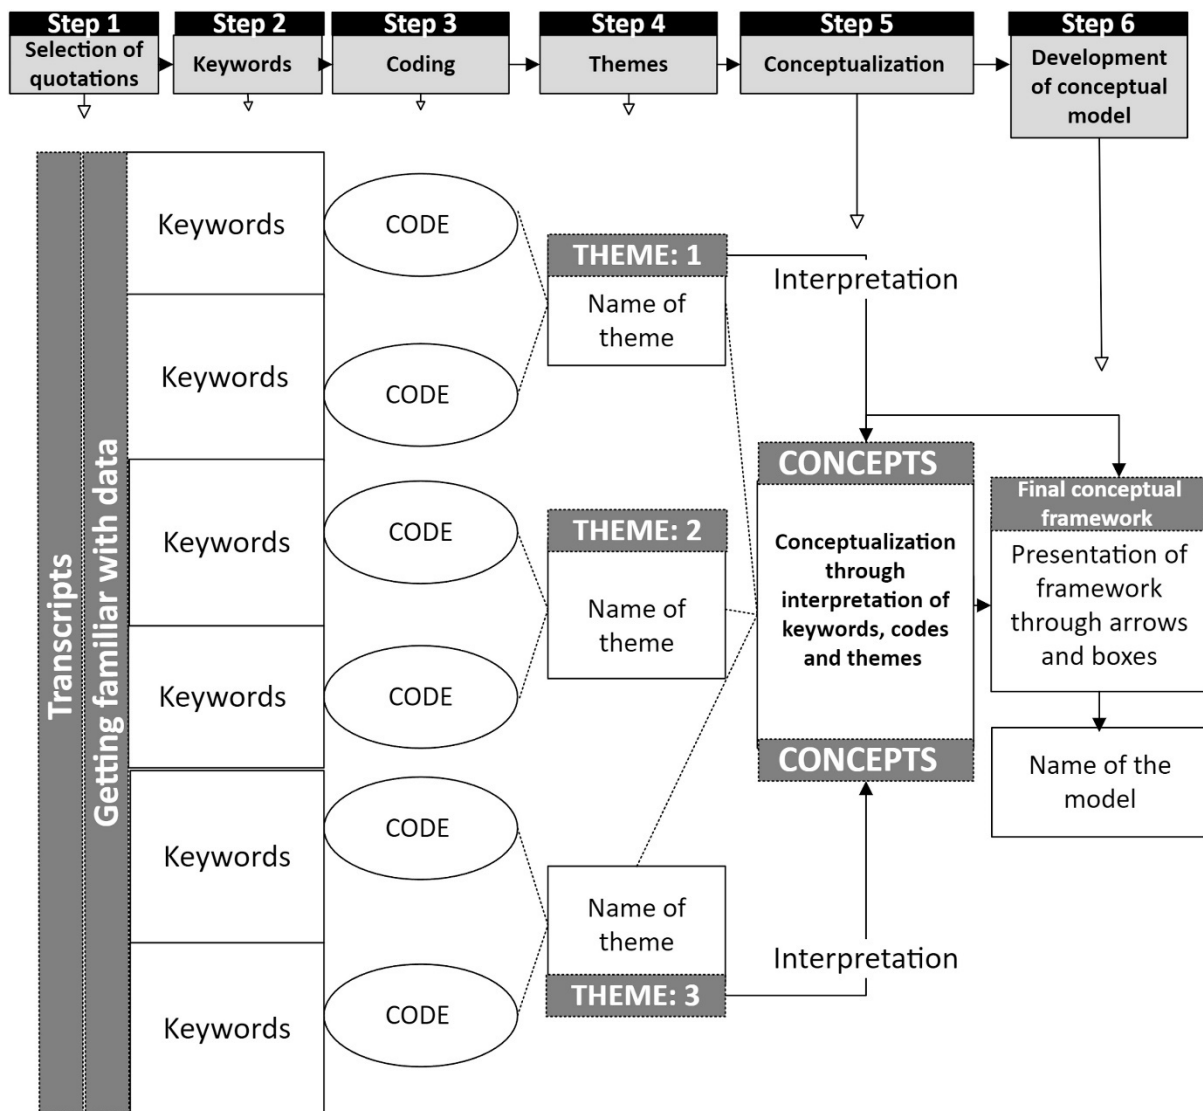 Step 1
Selection of
quotations
Step 2
Keywords
Step 3
Coding
Step 4
Themes
Step 5
Conceptualization
Step 6
Development
of conceptual
model
Transcripts
Getting familiar with data
Keywords
Keywords
Keywords
Keywords
Keywords
Keywords
CODE
CODE
CODE
CODE
CODE
CODE
THEME: 1
Name of
theme
THEME: 2
Name of
theme
Name of
theme
THEME: 3
Interpretation
CONCEPTS
Conceptualization
through
interpretation of
keywords, codes
and themes
CONCEPTS
Interpretation
Final conceptual
framework
Presentation of
framework
through arrows
and boxes
Name of the
model